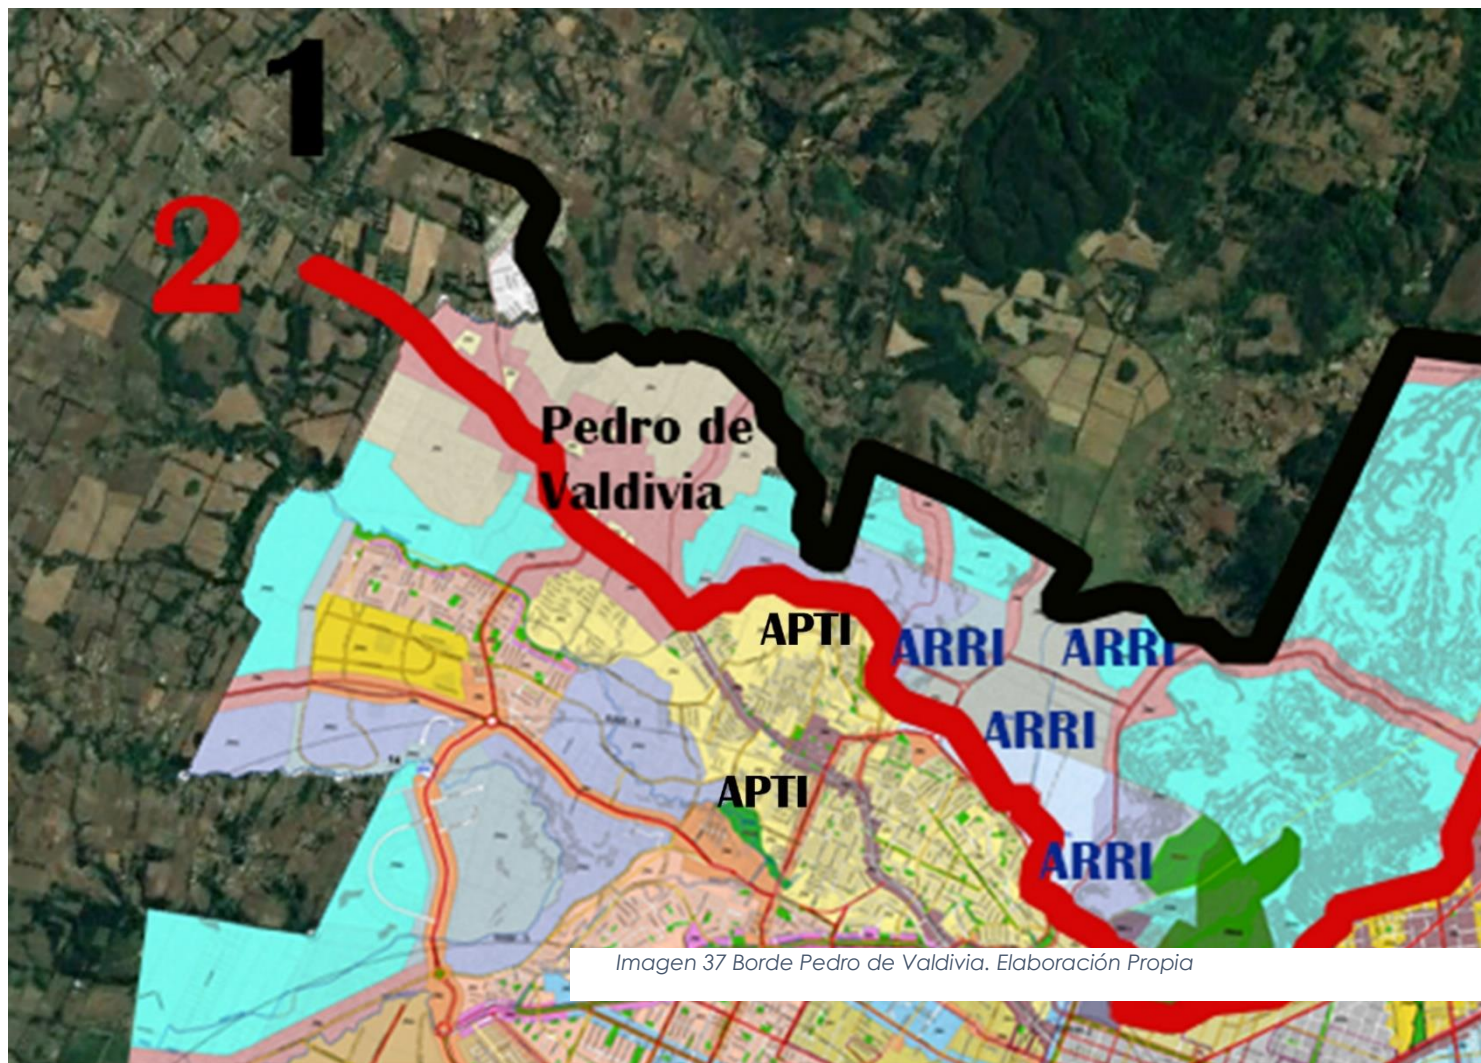 1
2
Pedro de
Valdivia
APTI
ARRI
ARRI
ARRI
APTI
ARRI
Imagen 37 Borde Pedro de Valdivia. Elaboración Propia